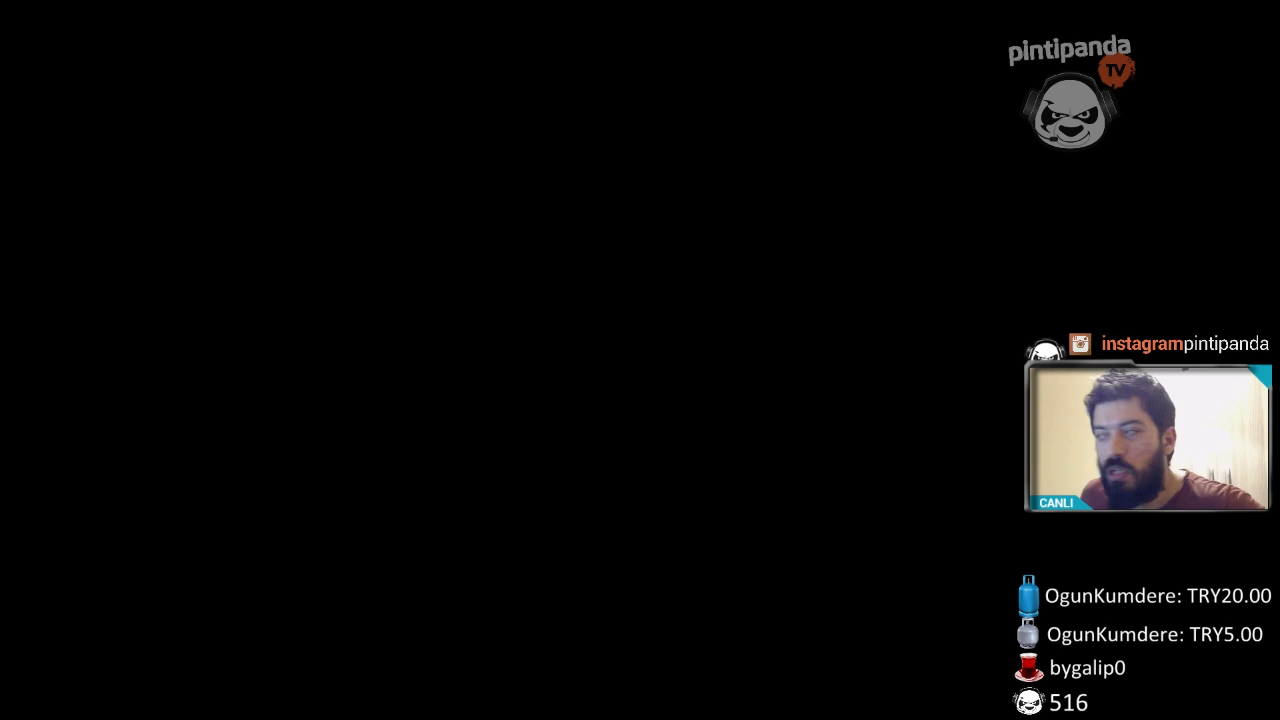 pintipanda
TV
instagrampintipanda
CANLI
OgunKumdere: TRY20.00
OgunKumdere: TRY5.00
bygalip0
516